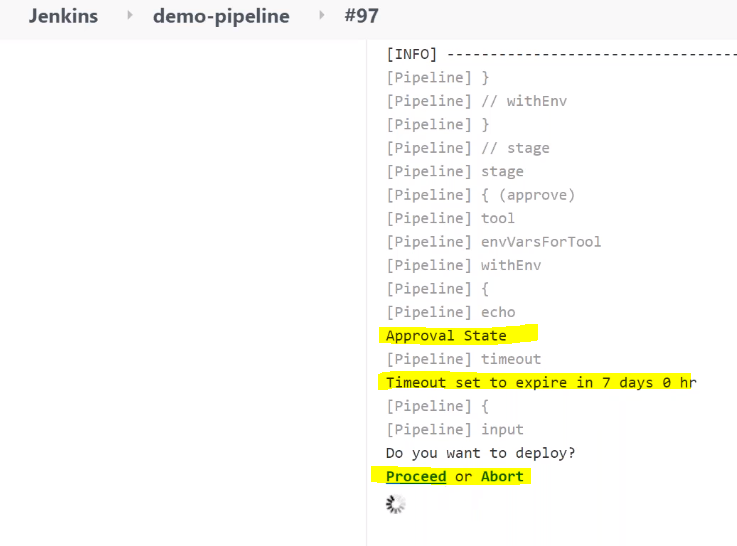 Jenkins demo-pipeline #97
[INFO] ----------------------------------
[Pipeline] }
[Pipeline] // withEnv
[Pipeline] }
[Pipeline] // stage
[Pipeline] stage
[Pipeline] { (approve)
[Pipeline] tool
[Pipeline] envVarsForTool
[Pipeline] withEnv
[Pipeline] {
[Pipeline] echo
Approval State
[Pipeline] timeout
Timeout set to expire in 7 days 0 hr
[Pipeline] {
[Pipeline] input
Do you want to deploy?
Proceed or Abort